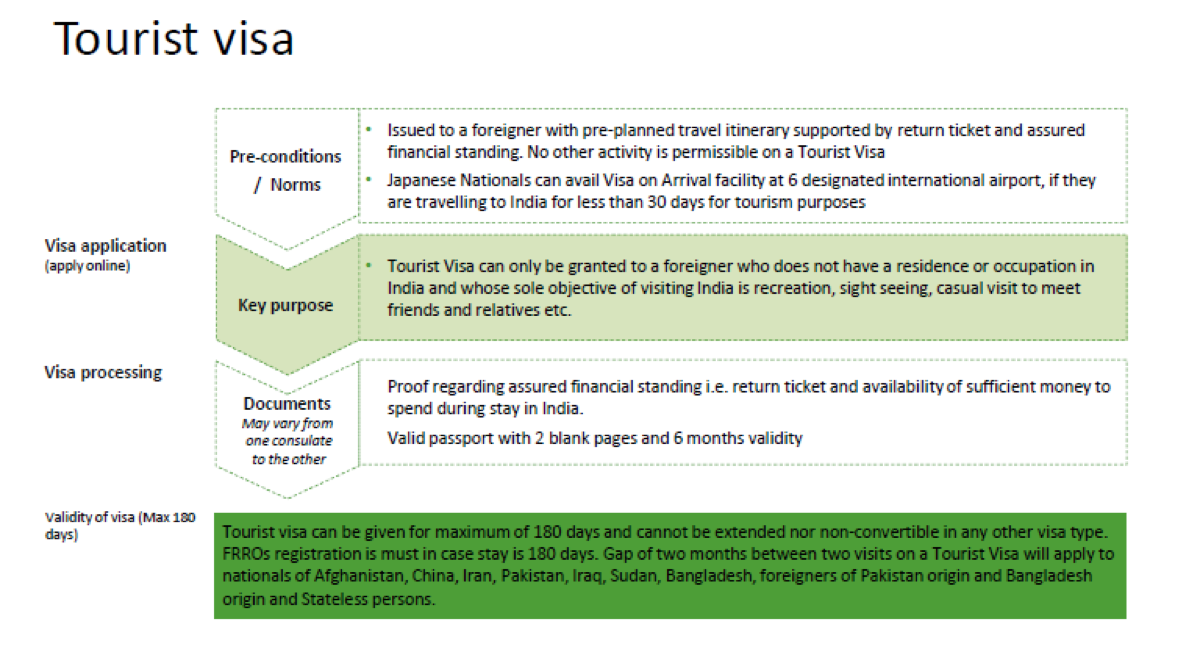 Tourist visa
Pre-conditions
/ Norms
• Issued to a foreigner with pre-planned travel itinerary supported by return ticket and assured
financial standing. No other activity is permissible on a Tourist Visa
• Japanese Nationals can avail Visa on Arrival facility at 6 designated international airport, if they
are travelling to India for less than 30 days for tourism purposes
Visa application
(apply online)
Key purpose
• Tourist Visa can only be granted to a foreigner who does not have a residence or occupation in
India and whose sole objective of visiting India is recreation, sight seeing, casual visit to meet
friends and relatives etc.
Visa processing
Documents
May vary from
one consulate
to the other
Proof regarding assured financial standing i.e. return ticket and availability of sufficient money to
spend during stay in India.
Valid passport with 2 blank pages and 6 months validity
Validity of visa (Max 180
days)
Tourist visa can be given for maximum of 180 days and cannot be extended nor non-convertible in any other visa type.
FRROs registration is must in case stay is 180 days. Gap of two months between two visits on a Tourist Visa will apply to
nationals of Afghanistan, China, Iran, Pakistan, Iraq, Sudan, Bangladesh, foreigners of Pakistan origin and Bangladesh
origin and Stateless persons.